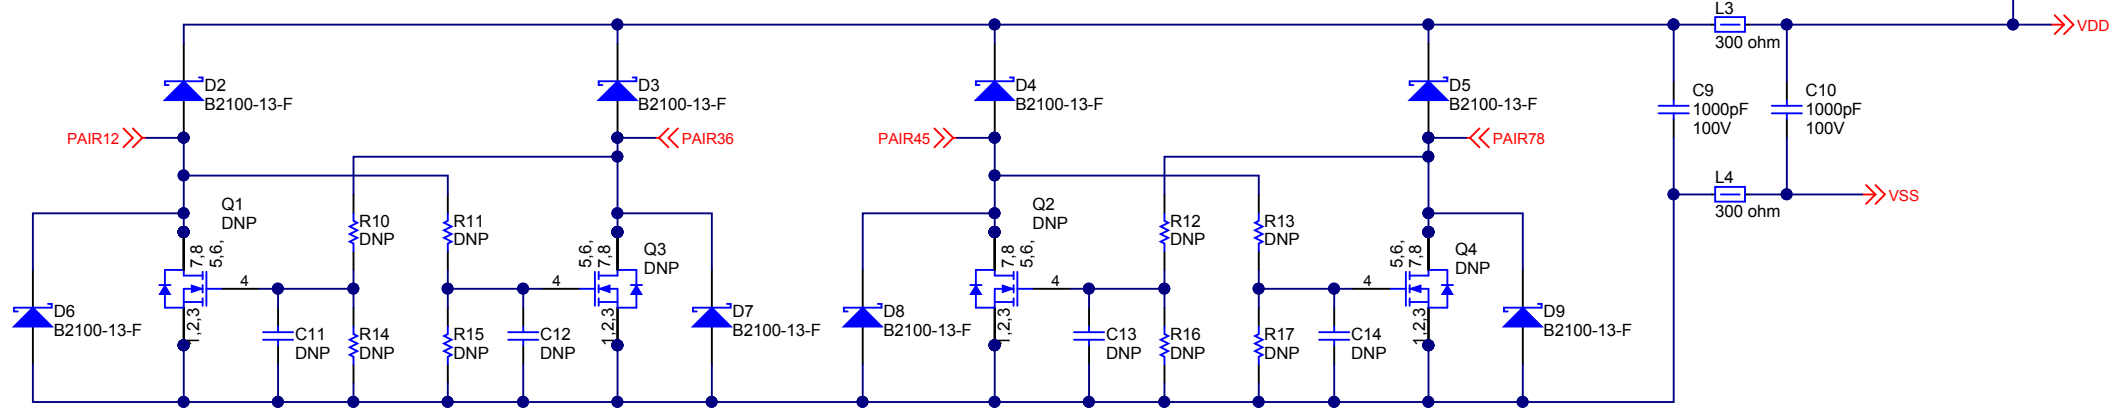 L3
300 ohm
VDD
D2
B2100-13-F
D3
B2100-13-F
D4
B2100-13-F
D5
B2100-13-F
C9
1000pF
100V
C10
1000pF
100V
PAIR12
PAIR36
PAIR45
PAIR78
L4
300 ohm
VSS
Q1
DNP
7,8
5,6,
4
1,2,3
R10
DNP
R11
DNP
5,6,
7,8
Q3
DNP
4
1,2,3
Q2
DNP
7,8
5,6,
4
1,2,3
R12
DNP
R13
DNP
5,6,
7,8
Q4
DNP
4
1,2,3
D6
B2100-13-F
C11
DNP
R14
DNP
R15
DNP
C12
DNP
D7
B2100-13-F
D8
B2100-13-F
C13
DNP
R16
DNP
R17
DNP
C14
DNP
D9
B2100-13-F